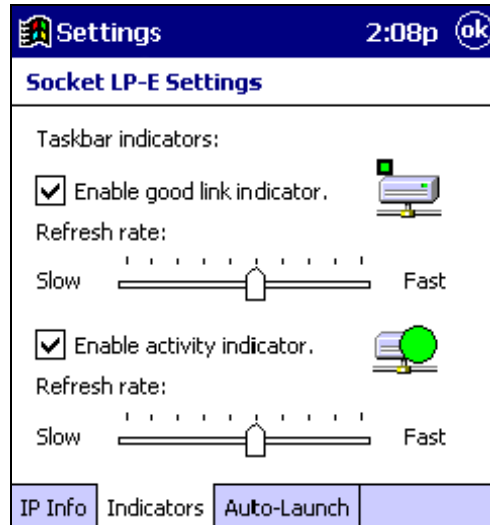 Settings 2:08p ok
Socket LP-E Settings
Taskbar indicators:
Enable good link indicator.
Refresh rate:
Slow Fast
Enable activity indicator.
Refresh rate:
Slow Fast
IP Info Indicators Auto-Launch